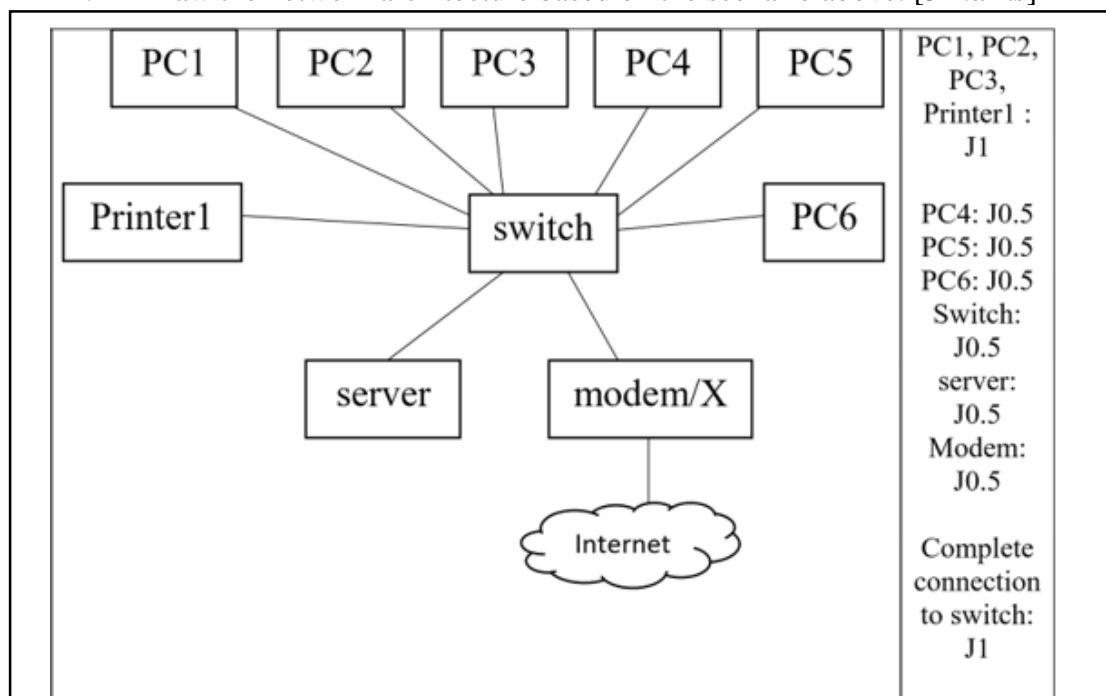 PC1 PC2 PC3 PC4 PC5
Printer1 switch PC6
server modem/X
Internet
PC1, PC2,
PC3,
Printer1 :
J1
PC4: J0.5
PC5: J0.5
PC6: J0.5
Switch:
J0.5
server:
J0.5
Modem:
J0.5
Complete
connection
to switch:
J1